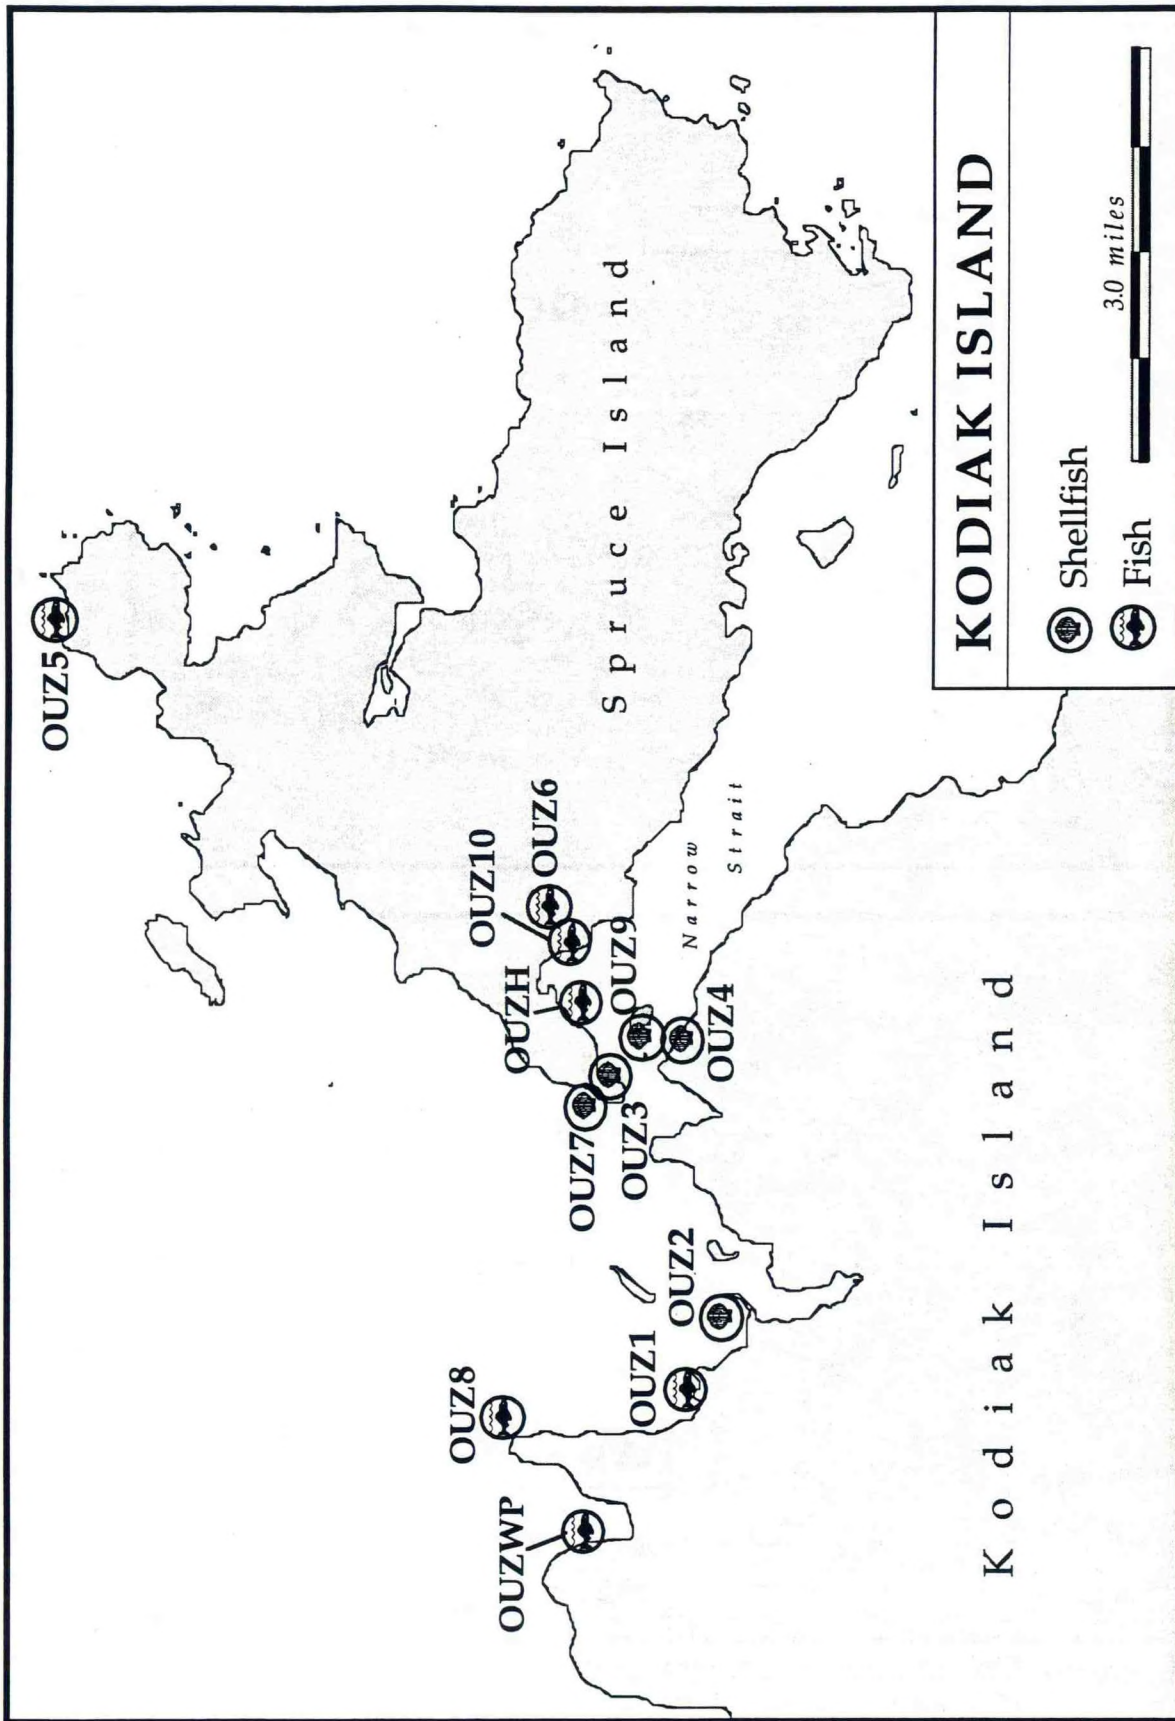 OUZ5
OUZ10
OUZ6
OUZH
OUZ9
OUZ8
OUZWP
OUZ7
OUZ3
OUZ4
OUZ1
OUZ2
Spruce Island
Narrow
Strait
Kodiak Island
KODIAK ISLAND
Shellfish
Fish
3.0 miles